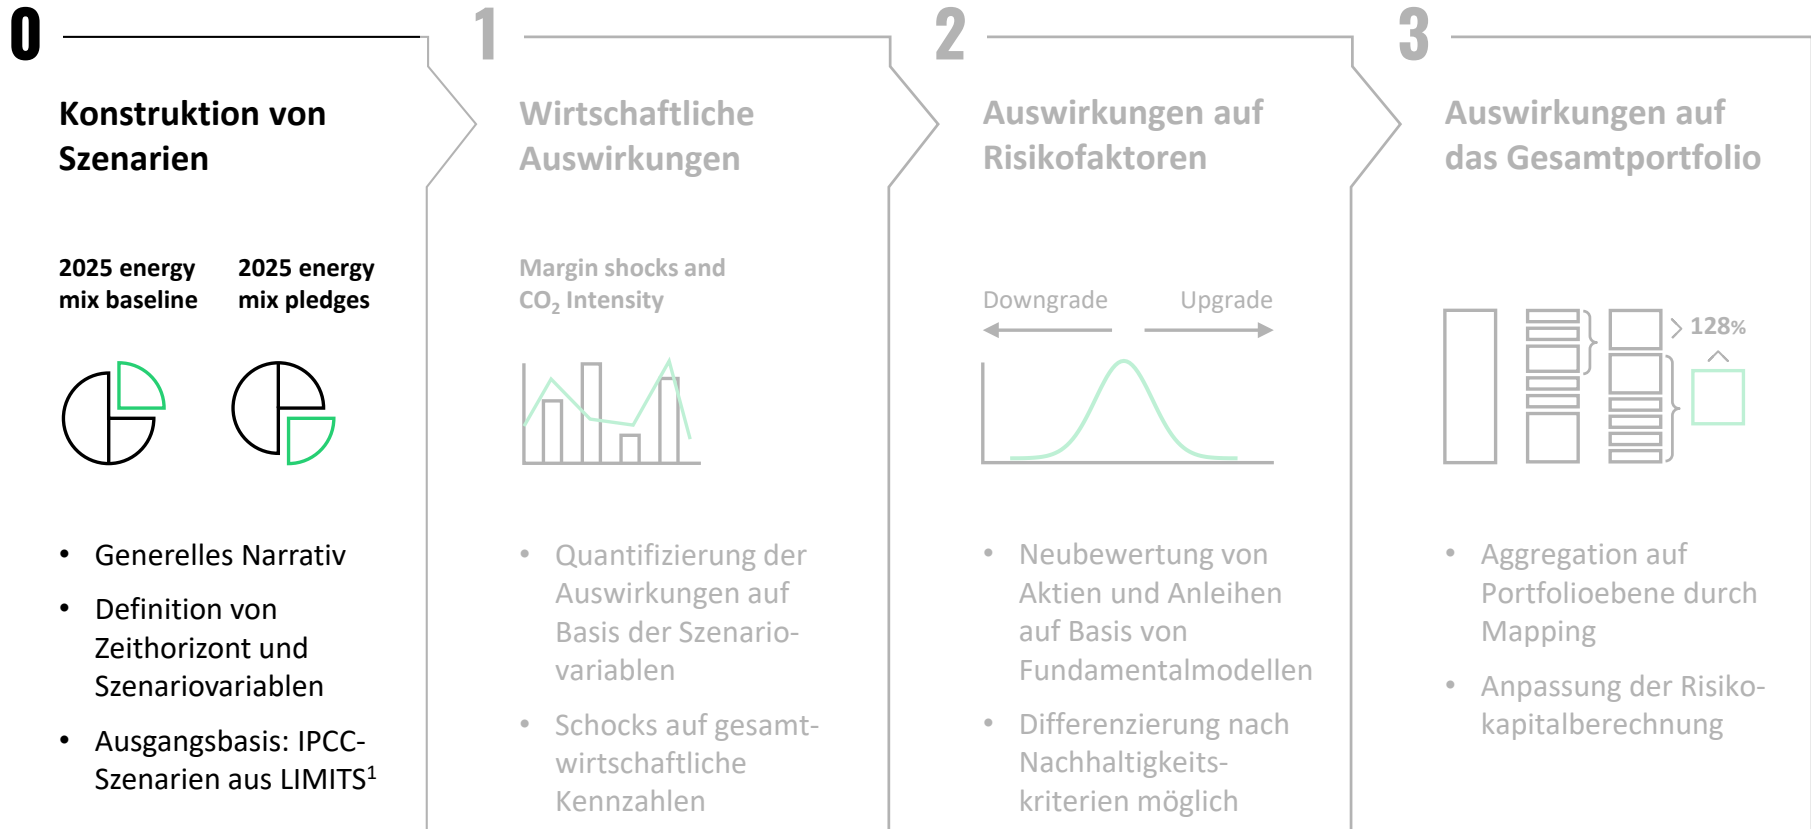 0
Konstruktion von
Szenarien
2025 energy
mix baseline
2025 energy
mix pledges
• Generelles Narrativ
• Definition von
Zeithorizont und
Szenariovariablen
• Ausgangsbasis: IPCC-
Szenarien aus LIMITS¹
1
Wirtschaftliche
Auswirkungen
Margin shocks and
CO₂ Intensity
• Quantifizierung der
Auswirkungen auf
Basis der Szenario-
variablen
• Schocks auf gesamt-
wirtschaftliche
Kennzahlen
2
Auswirkungen auf
Risikofaktoren
Downgrade
Upgrade
• Neubewertung von
Aktien und Anleihen
auf Basis von
Fundamentalmodellen
• Differenzierung nach
Nachhaltigkeits-
kriterien möglich
3
Auswirkungen auf
das Gesamtportfolio
128%
• Aggregation auf
Portfolioebene durch
Mapping
• Anpassung der Risiko-
kapitalberechnung